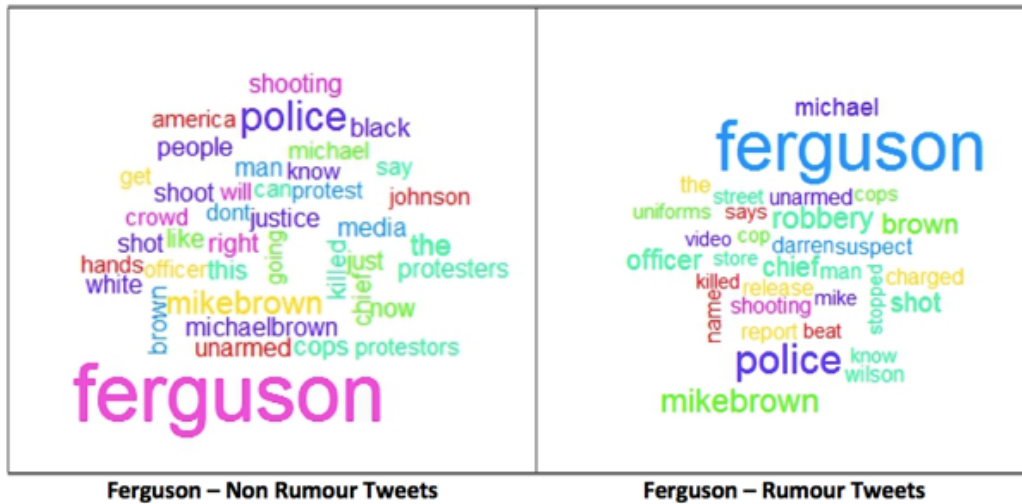 shooting
america police black
people michael
get man know say
shoot will can protest johnson
crowd dont justice media
shot like right going killed just the
hands officer this protesters
white chief now
brown mikebrown
michaelbrown
unarmed cops protestors
ferguson
Ferguson – Non Rumour Tweets
michael
ferguson
the street unarmed cops
uniforms says robbery brown
video cop darren suspect
officer store chief man stopped charged
killed release
name shooting mike shot
report beat
police know
wilson
mikebrown
Ferguson – Rumour Tweets